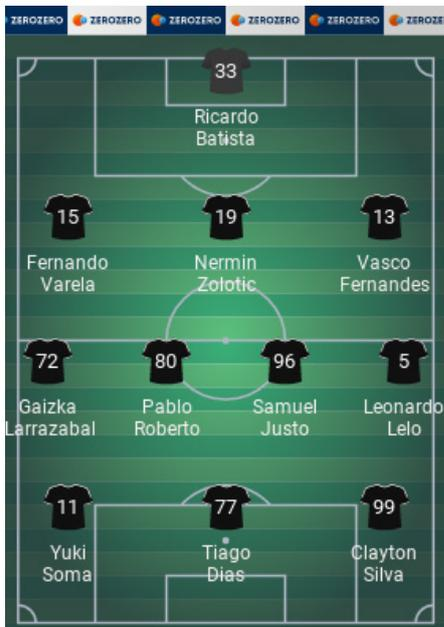 ZEROZERO ZEROZERO ZEROZERO ZEROZERO ZEROZERO ZEROZE
33
Ricardo
Batista
15 19 13
Fernando Nermin Vasco
Varela Zolotic Fernandes
72 80 96 5
Gaizka Pablo Samuel Leonardo
Larrazabal Roberto Justo Lelo
11 77 99
Yuki Tiago Clayton
Soma Dias Silva